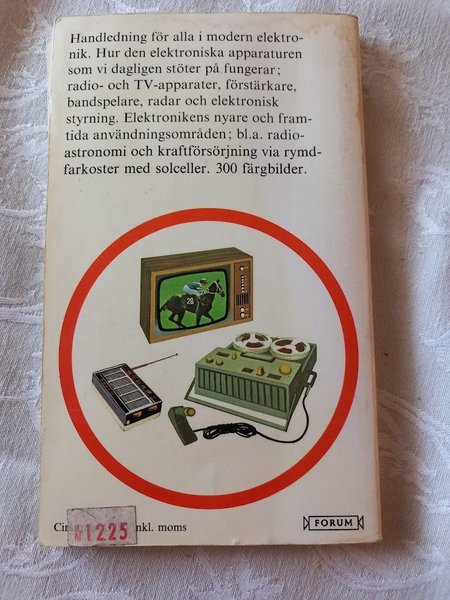 Handledning för alla i modern elektro-
nik. Hur den elektroniska apparaturen
som vi dagligen stöter på fungerar;
radio- och TV-apparater, förstärkare,
bandspelare, radar och elektronisk
styrning. Elektronikens nyare och fram-
tida användningsområden; bl.a. radio-
astronomi och kraftförsörjning via rymd-
farkoster med solceller. 300 färgbilder.
28
inkl. moms
1225
FORUM